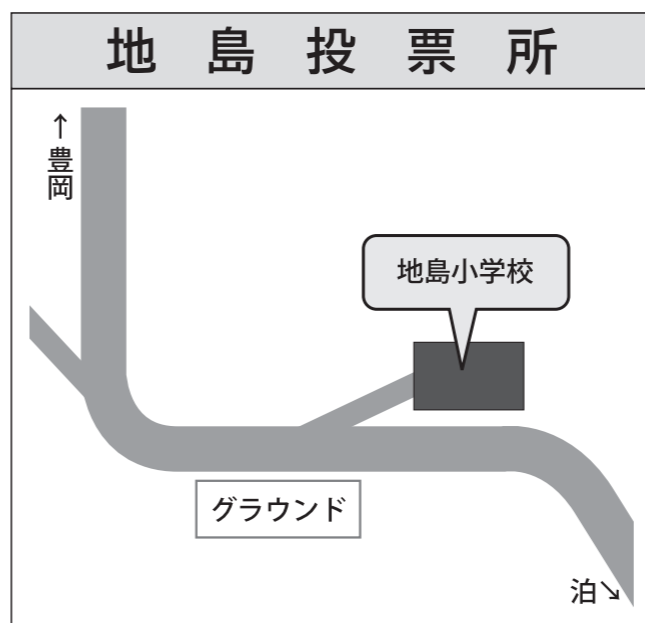 地島投票所
↑豊岡
地島小学校
グラウンド
泊↘